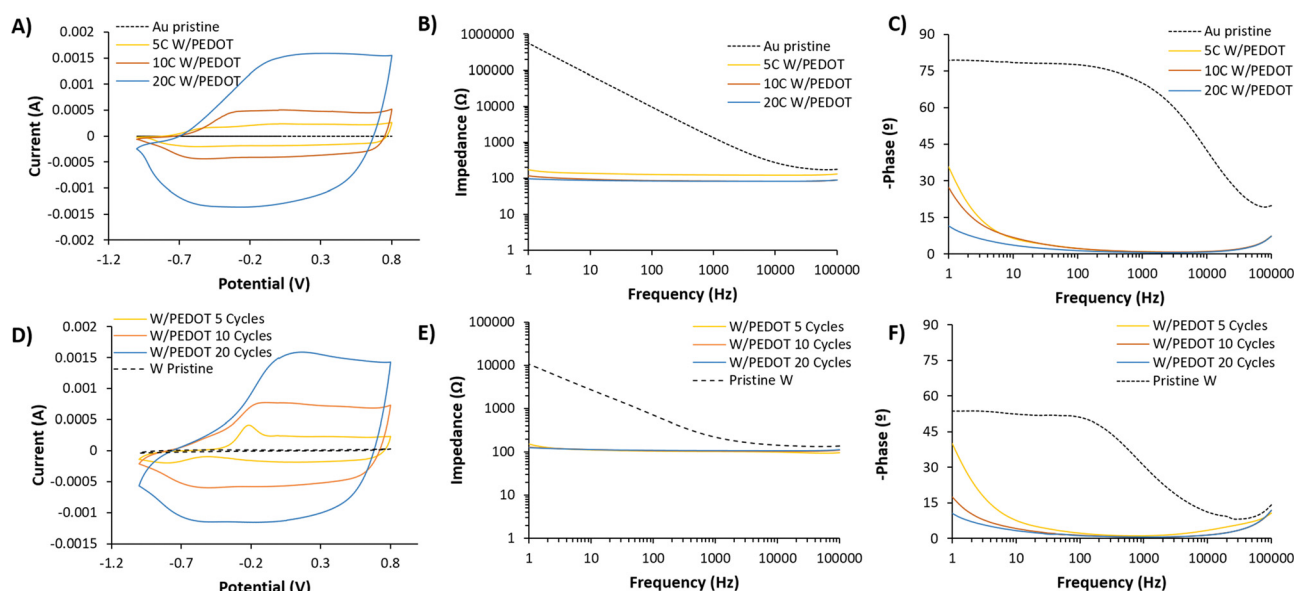 A)
Au pristine
5C W/PEDOT
10C W/PEDOT
20C W/PEDOT
0.002
0.0015
0.001
0.0005
0
-0.0005
-0.001
-0.0015
-0.002
-1.2 -0.7 -0.2 0.3 0.8
Current (A)
Potential (V)
B)
Au pristine
5C W/PEDOT
10C W/PEDOT
20C W/PEDOT
1000000
100000
10000
1000
100
10
1
1 10 100 1000 10000 100000
Impedance (Ω)
Frequency (Hz)
C)
Au pristine
5C W/PEDOT
10C W/PEDOT
20C W/PEDOT
90
75
60
45
30
15
0
1 10 100 1000 10000 100000
-Phase (º)
Frequency (Hz)
D)
W/PEDOT 5 Cycles
W/PEDOT 10 Cycles
W/PEDOT 20 Cycles
W Pristine
0.002
0.0015
0.001
0.0005
0
-0.0005
-0.001
-0.0015
-1.2 -0.7 -0.2 0.3 0.8
Current (A)
Potential (V)
E)
W/PEDOT 5 Cycles
W/PEDOT 10 Cycles
W/PEDOT 20 Cycles
Pristine W
100000
10000
1000
100
10
1
1 10 100 1000 10000 100000
Impedance (Ω)
Frequency (Hz)
F)
W/PEDOT 5 Cycles
W/PEDOT 10 Cycles
W/PEDOT 20 Cycles
Pristine W
90
75
60
45
30
15
0
1 10 100 1000 10000 100000
-Phase (º)
Frequency (Hz)